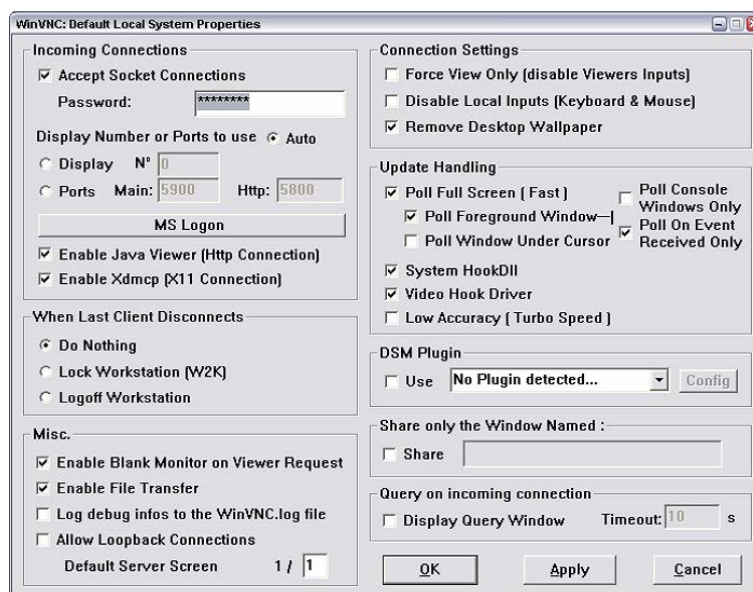 WinVNC: Default Local System Properties
Incoming Connections
Accept Socket Connections
Password: ********
Display Number or Ports to use Auto
Display N° 0
Ports Main: 5900 Http: 5800
MS Logon
Enable Java Viewer (Http Connection)
Enable Xdmcp (X11 Connection)
When Last Client Disconnects
Do Nothing
Lock Workstation (W2K)
Logoff Workstation
Misc.
Enable Blank Monitor on Viewer Request
Enable File Transfer
Log debug infos to the WinVNC.log file
Allow Loopback Connections
Default Server Screen 1 / 1
Connection Settings
Force View Only (disable Viewers Inputs)
Disable Local Inputs (Keyboard & Mouse)
Remove Desktop Wallpaper
Update Handling
Poll Full Screen ( Fast )
Poll Foreground Window
Poll Window Under Cursor
Poll Console
Windows Only
Poll On Event
Received Only
System HookDll
Video Hook Driver
Low Accuracy ( Turbo Speed )
DSM Plugin
Use No Plugin detected... Config
Share only the Window Named :
Share
Query on incoming connection
Display Query Window Timeout: 10 s
OK Apply Cancel